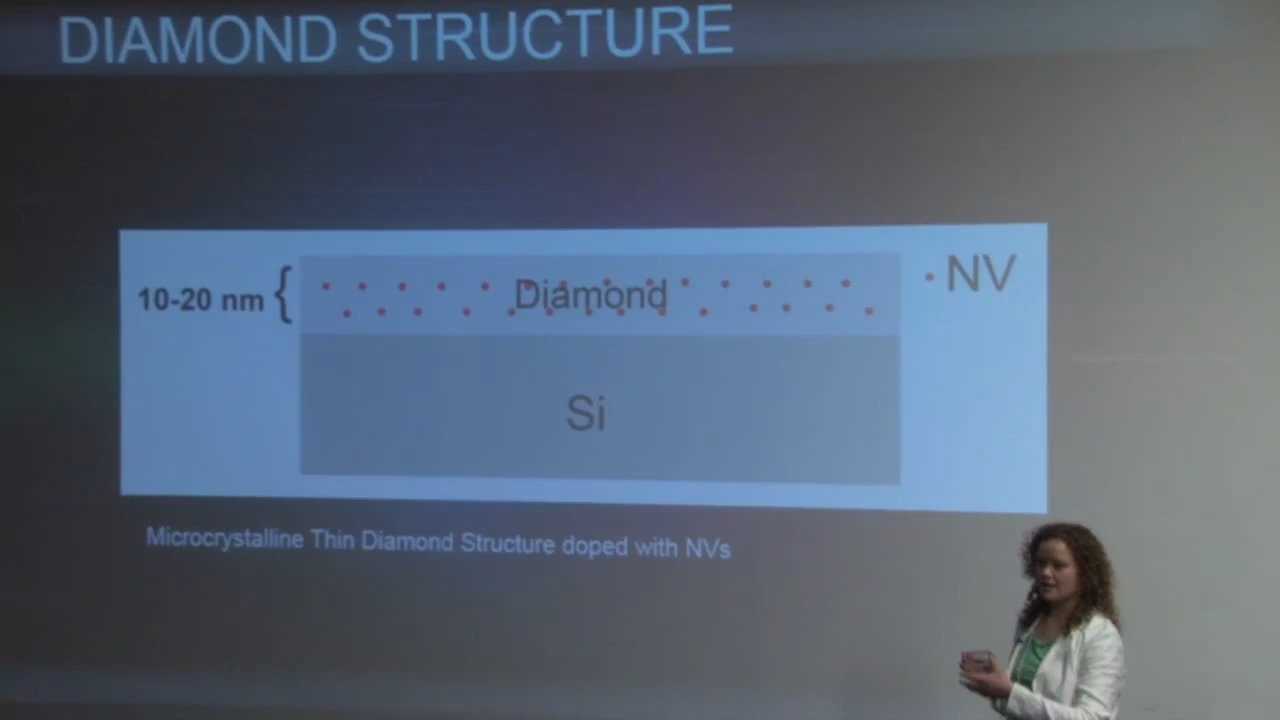 DIAMOND STRUCTURE
10-20 nm {
Diamond
NV
Si
Microcrystalline Thin Diamond Structure doped with NVs